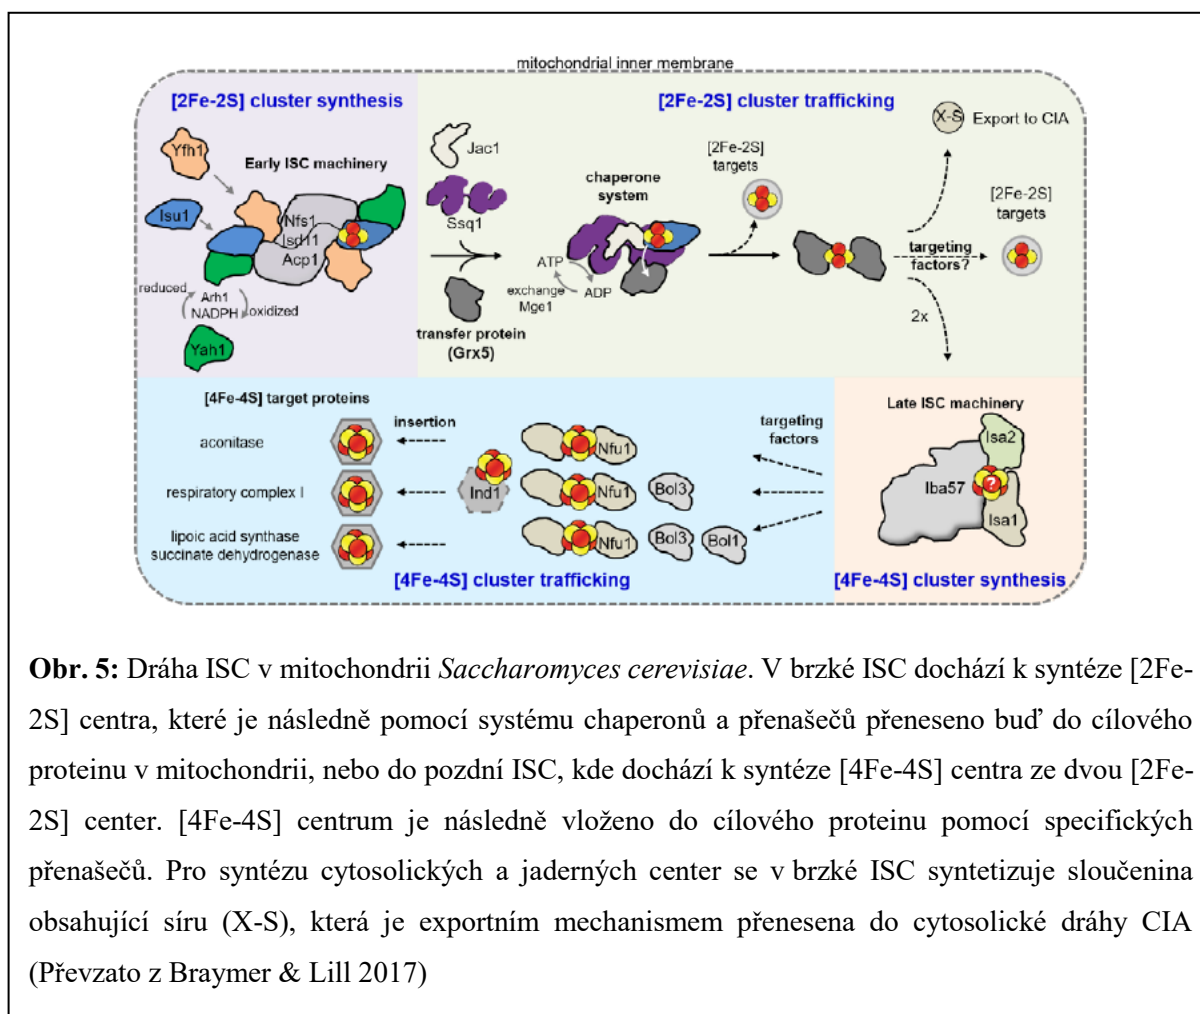 mitochondrial inner membrane
[2Fe-2S] cluster synthesis
[2Fe-2S] cluster trafficking
Yfh1
Early ISC machinery
Isu1
Nfs1
Isd11
Acp1
reduced
Arh1
NADPH
oxidized
Yah1
Jac1
Ssq1
transfer protein
(Grx5)
chaperone
system
ATP
ADP
exchange
Mge1
[2Fe-2S]
targets
X-S
Export to CIA
[2Fe-2S]
targets
targeting
factors?
2x
[4Fe-4S] target proteins
aconitase
respiratory complex I
lipoic acid synthase
succinate dehydrogenase
insertion
Ind1
Nfu1
Nfu1
Bol3
Nfu1
Bol3
Bol1
targeting
factors
[4Fe-4S] cluster trafficking
Late ISC machinery
Isa2
Iba57
?
Isa1
[4Fe-4S] cluster synthesis
Obr. 5: Dráha ISC v mitochondrii Saccharomyces cerevisiae. V brzké ISC dochází k syntéze [2Fe-
2S] centra, které je následně pomocí systému chaperonů a přenašečů přeneseno buď do cílového
proteinu v mitochondrii, nebo do pozdní ISC, kde dochází k syntéze [4Fe-4S] centra ze dvou [2Fe-
2S] center. [4Fe-4S] centrum je následně vloženo do cílového proteinu pomocí specifických
přenašečů. Pro syntézu cytosolických a jaderných center se v brzké ISC syntetizuje sloučenina
obsahující síru (X-S), která je exportním mechanismem přenesena do cytosolické dráhy CIA
(Převzato z Braymer & Lill 2017)